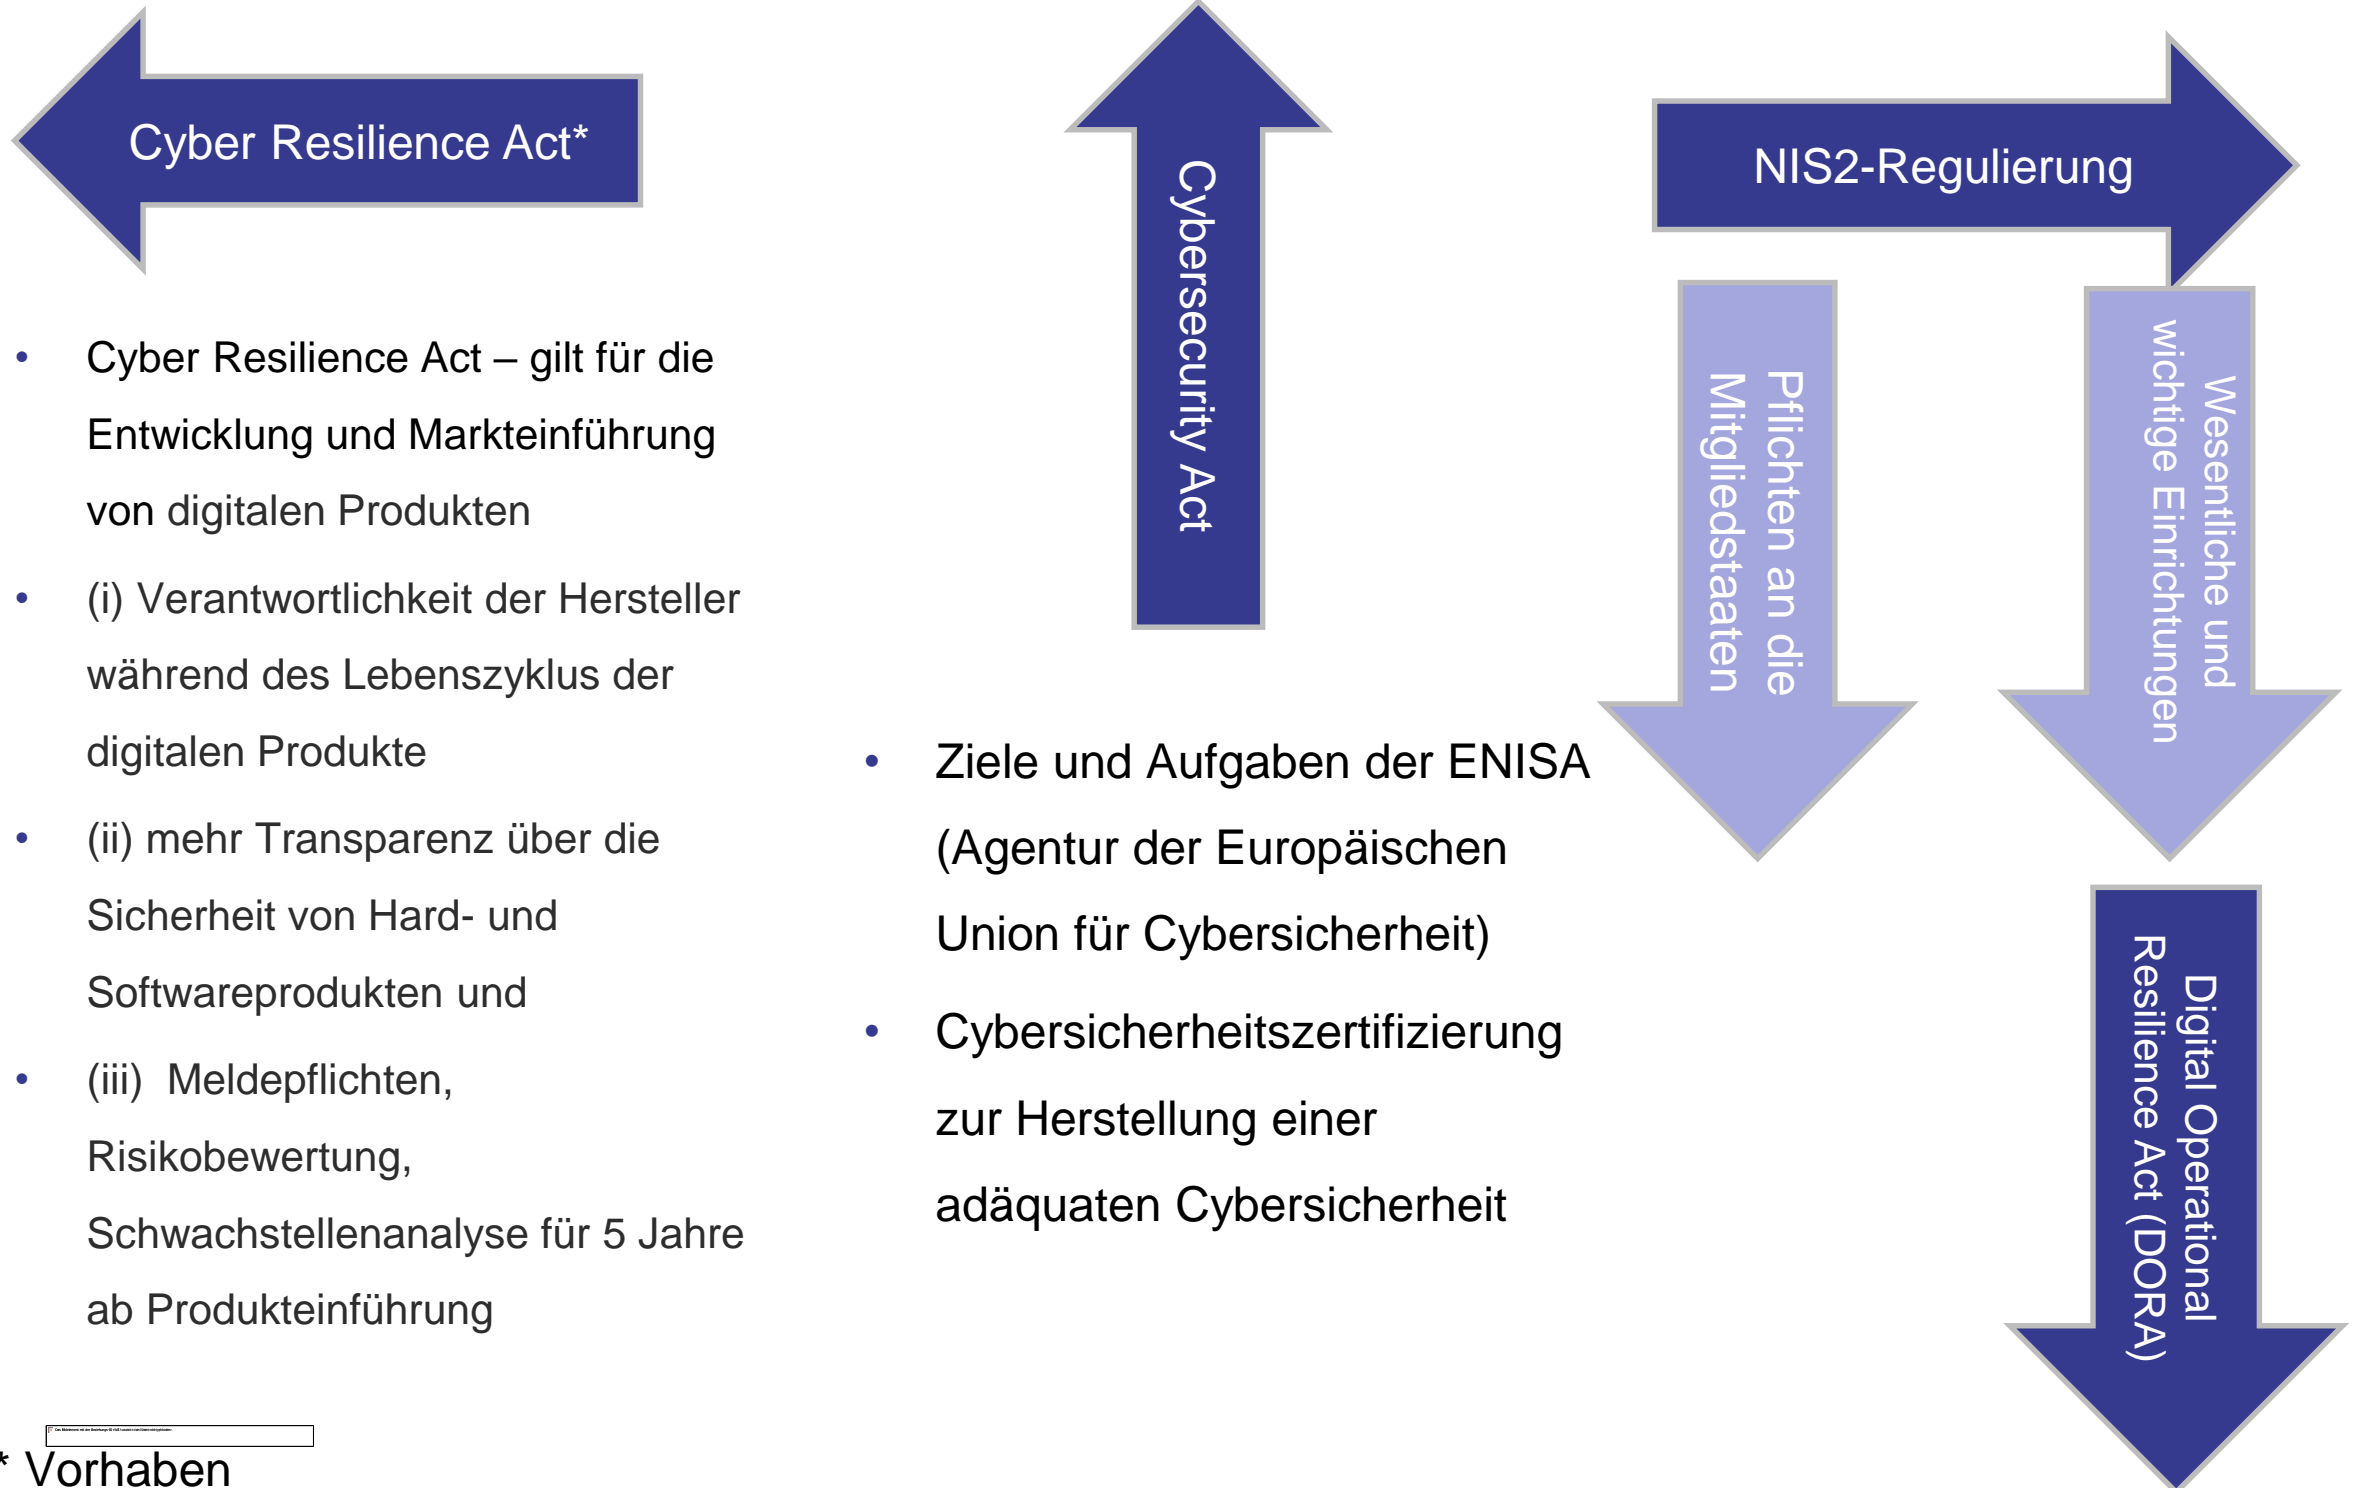 Cyber Resilience Act*
• Cyber Resilience Act – gilt für die
Entwicklung und Markteinführung
von digitalen Produkten
• (i) Verantwortlichkeit der Hersteller
während des Lebenszyklus der
digitalen Produkte
• (ii) mehr Transparenz über die
Sicherheit von Hard- und
Softwareprodukten und
• (iii) Meldepflichten,
Risikobewertung,
Schwachstellenanalyse für 5 Jahre
ab Produkteinführung
* Vorhaben
Cybersecurity Act
• Ziele und Aufgaben der ENISA
(Agentur der Europäischen
Union für Cybersicherheit)
• Cybersicherheitszertifizierung
zur Herstellung einer
adäquaten Cybersicherheit
NIS2-Regulierung
Pflichten an die
Mitgliedstaaten
Wesentliche und
wichtige Einrichtungen
Digital Operational
Resilience Act (DORA)